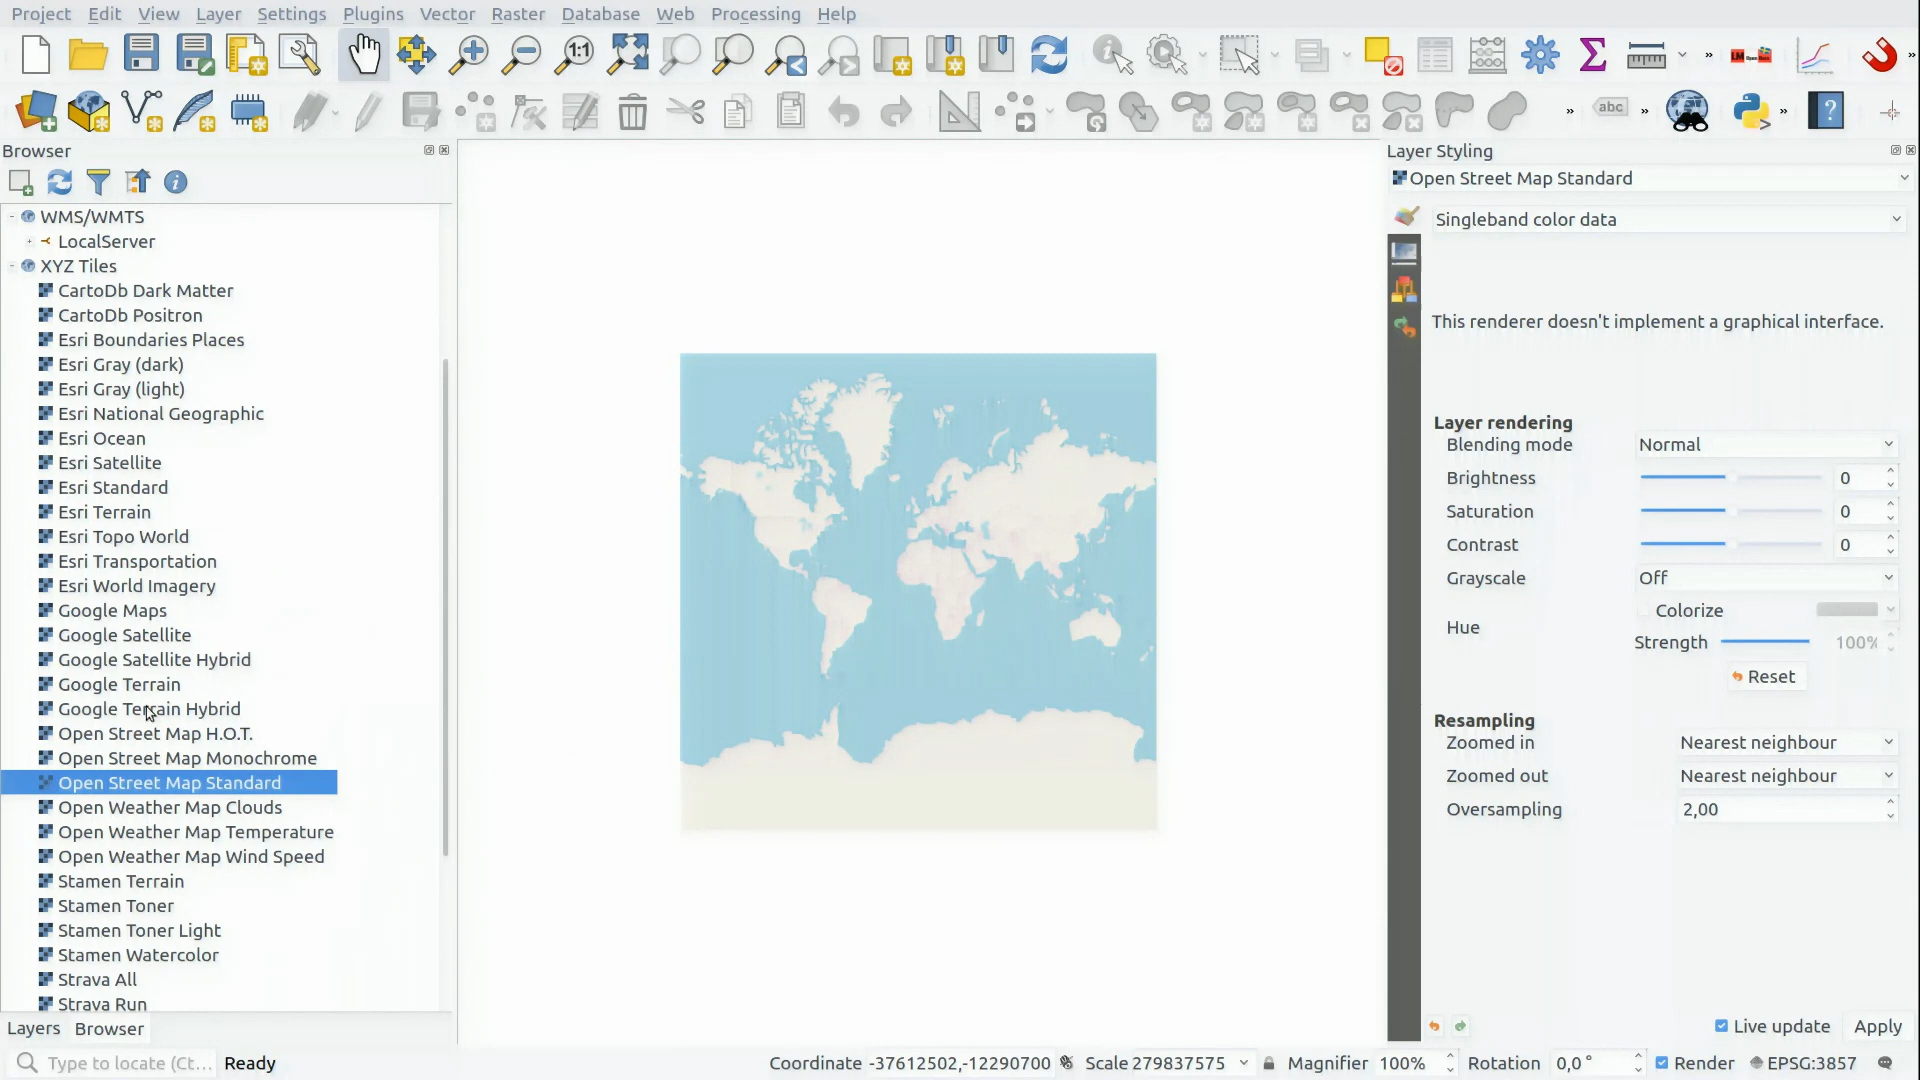 Project Edit View Layer Settings Plugins Vector Raster Database Web Processing Help
1:1
abc
?
Browser
WMS/WMTS
LocalServer
XYZ Tiles
CartoDb Dark Matter
CartoDb Positron
Esri Boundaries Places
Esri Gray (dark)
Esri Gray (light)
Esri National Geographic
Esri Ocean
Esri Satellite
Esri Standard
Esri Terrain
Esri Topo World
Esri Transportation
Esri World Imagery
Google Maps
Google Satellite
Google Satellite Hybrid
Google Terrain
Google Terrain Hybrid
Open Street Map H.O.T.
Open Street Map Monochrome
Open Street Map Standard
Open Weather Map Clouds
Open Weather Map Temperature
Open Weather Map Wind Speed
Stamen Terrain
Stamen Toner
Stamen Toner Light
Stamen Watercolor
Strava All
Strava Run
Layers Browser
Layer Styling
Open Street Map Standard
Singleband color data
This renderer doesn't implement a graphical interface.
Layer rendering
Blending mode Normal
Brightness 0
Saturation 0
Contrast 0
Grayscale Off
Hue Colorize
Strength 100%
Reset
Resampling
Zoomed in Nearest neighbour
Zoomed out Nearest neighbour
Oversampling 2,00
Live update Apply
Type to locate (Ct... Ready Coordinate -37612502,-12290700 Scale 279837575 Magnifier 100% Rotation 0,0 ° Render EPSG:3857